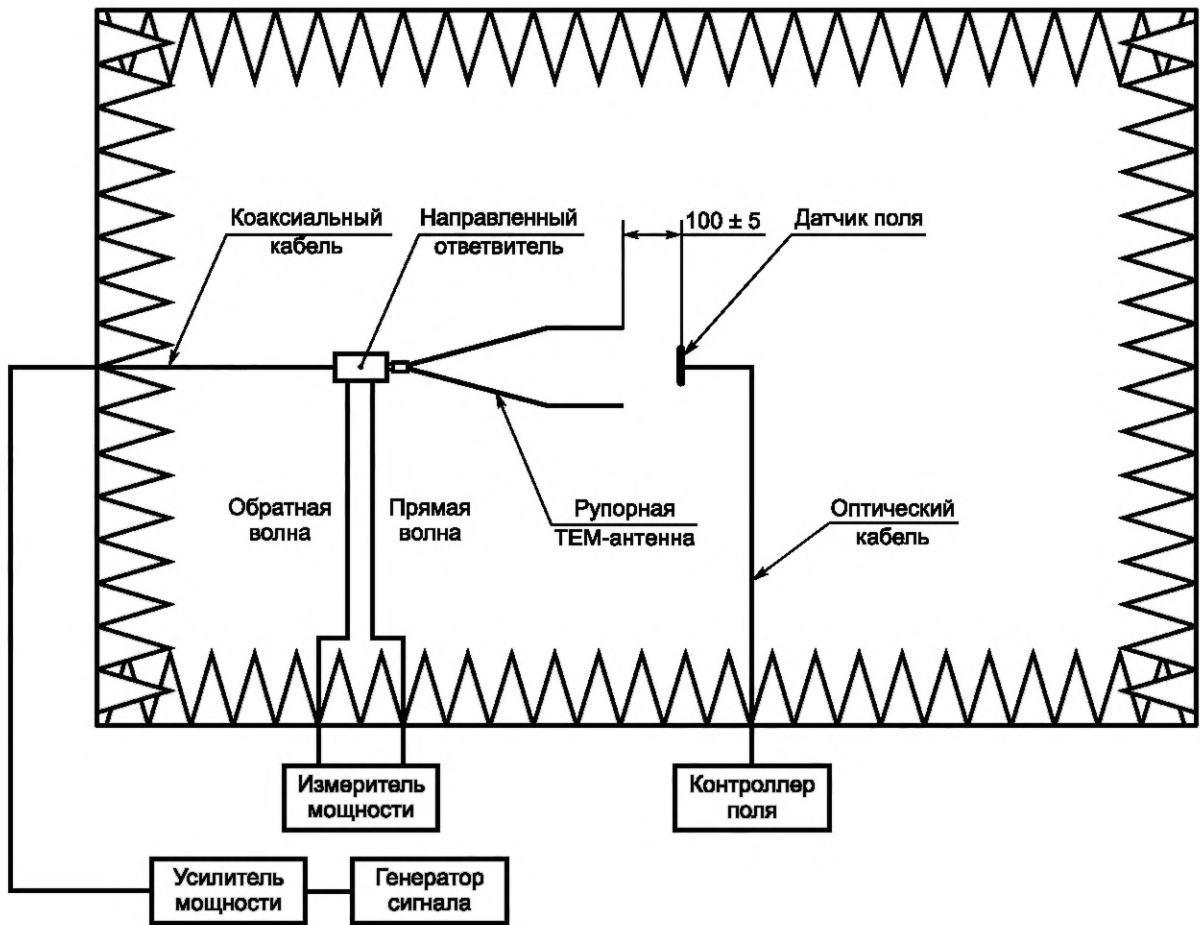 Коаксиальный
кабель
Направленный
ответвитель
100 ± 5
Датчик поля
Обратная
волна
Прямая
волна
Рупорная
ТЕМ-антенна
Оптический
кабель
Измеритель
мощности
Контроллер
поля
Усилитель
мощности
Генератор
сигнала